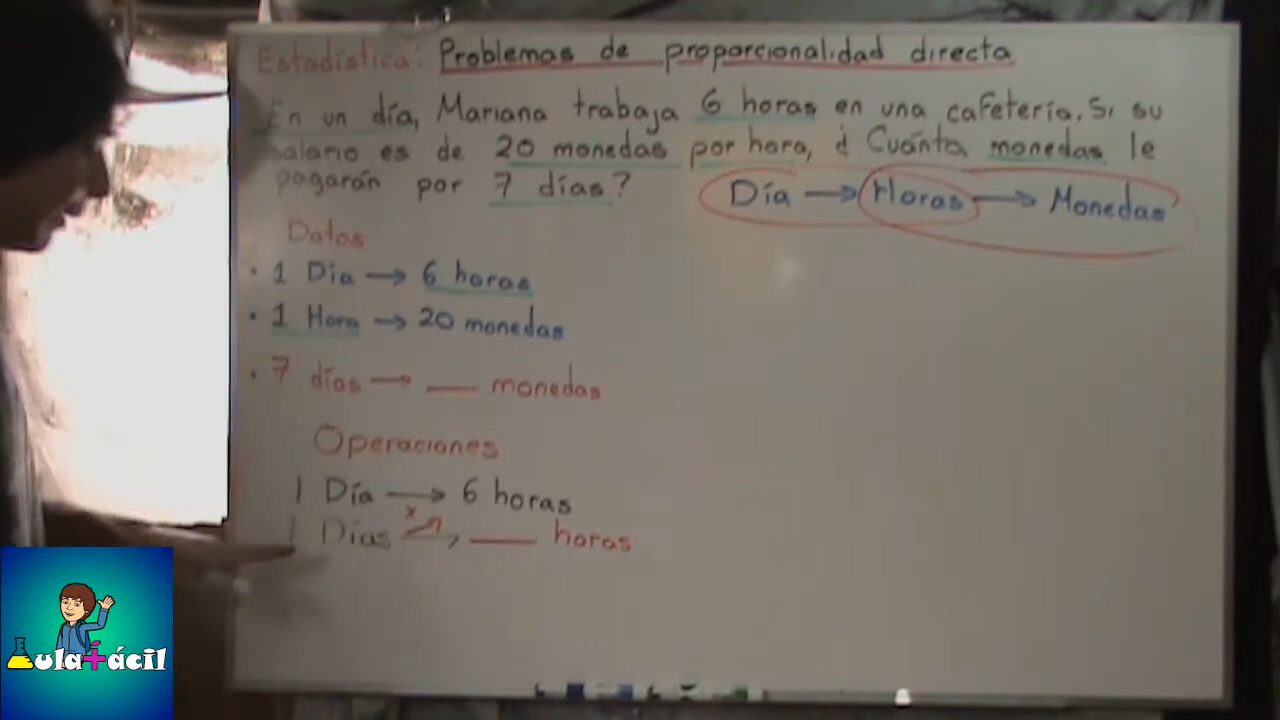 Estadística: Problemas de proporcionalidad directa
En un día, Mariana trabaja 6 horas en una cafetería. Si su
salario es de 20 monedas por hora, ¿ Cuánta monedas le
pagarán por 7 días?
Día → Horas → Monedas
Datos
• 1 Día → 6 horas
• 1 Hora → 20 monedas
• 7 días → ___ monedas
Operaciones
1 Día → 6 horas
Días → ___ horas
x
Aula fácil
ácil